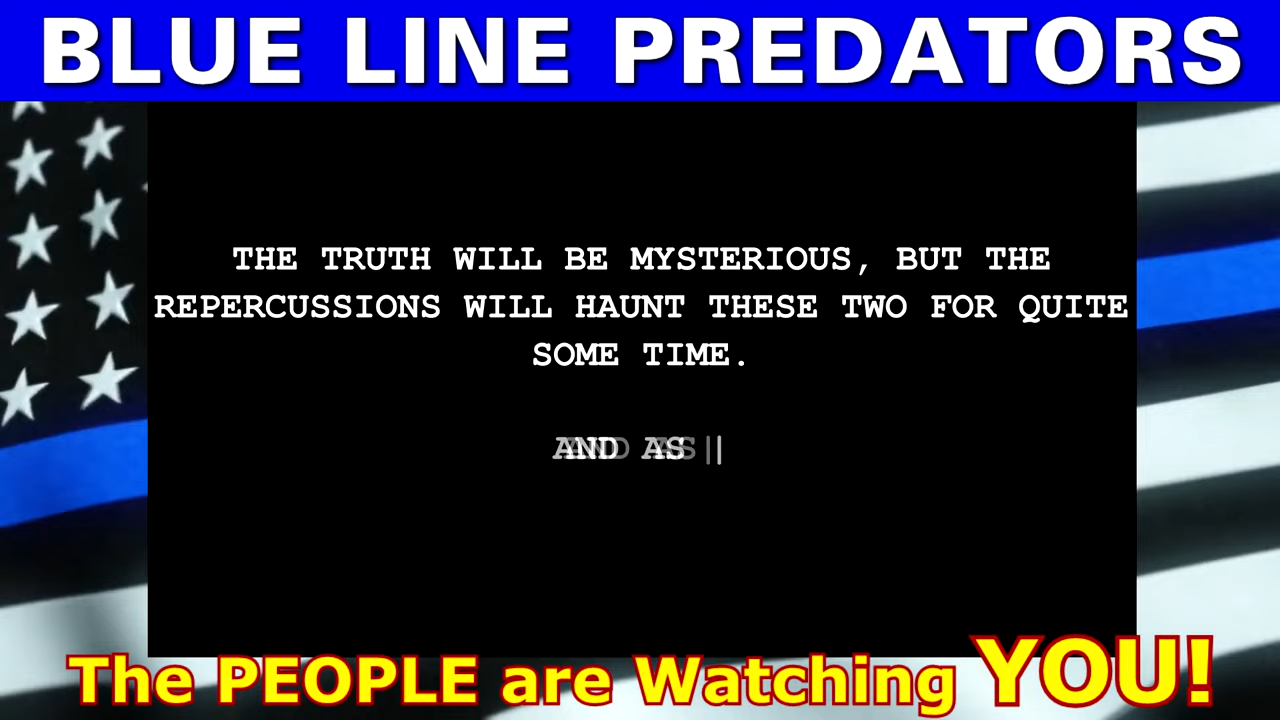 BLUE LINE PREDATORS
THE TRUTH WILL BE MYSTERIOUS, BUT THE
REPERCUSSIONS WILL HAUNT THESE TWO FOR QUITE
SOME TIME.
AND AS
The PEOPLE are Watching YOU!